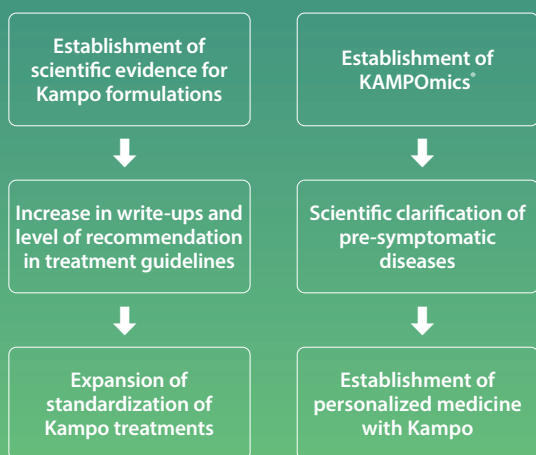 Establishment of
scientific evidence for
Kampo formulations
Increase in write-ups and
level of recommendation
in treatment guidelines
Expansion of
standardization of
Kampo treatments
Establishment of
KAMPOmics*
Scientific clarification of
pre-symptomatic
diseases
Establishment of
personalized medicine
with Kampo